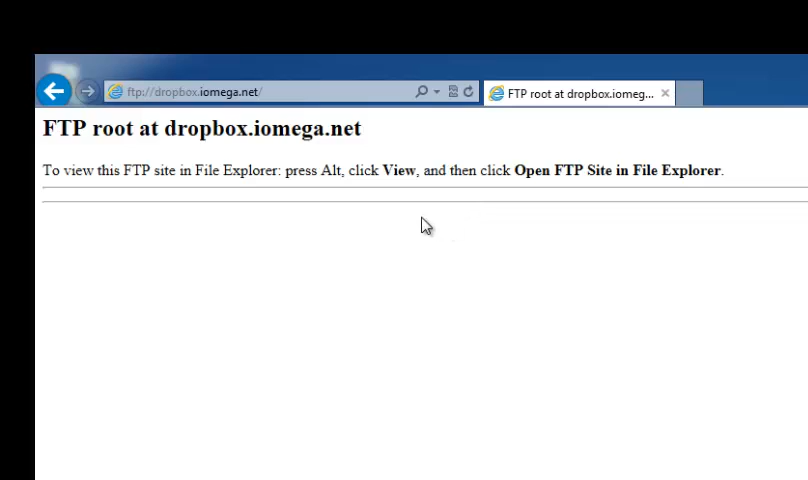 ftp://dropbox.iomega.net/
FTP root at dropbox.iomeg...
FTP root at dropbox.iomega.net
To view this FTP site in File Explorer: press Alt, click View, and then click Open FTP Site in File Explorer.